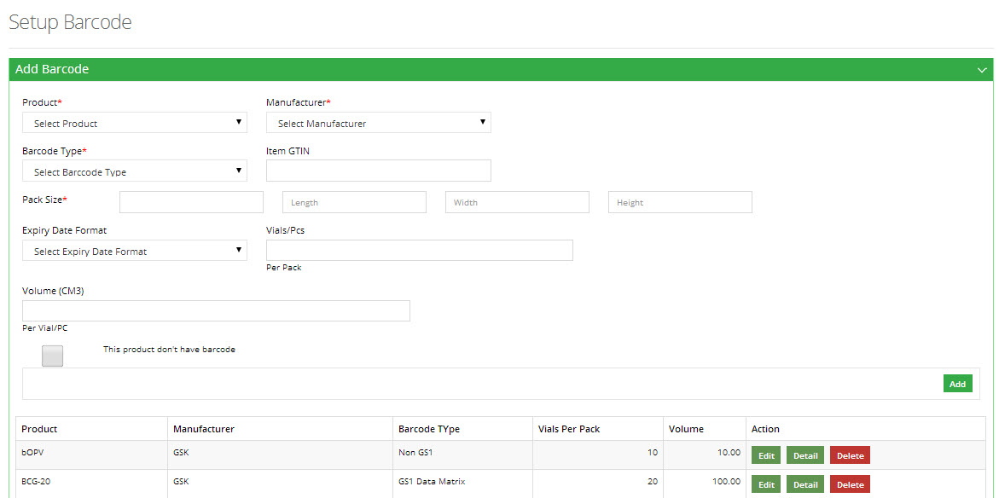 Setup Barcode
Add Barcode
Product* Manufacturer*
Select Product Select Manufacturer
Barcode Type* Item GTIN
Select Barccode Type
Pack Size* Length Width Height
Expiry Date Format Vials/Pcs
Select Expiry Date Format
Per Pack
Volume (CM3)
Per Vial/PC
This product don't have barcode
Add
Product Manufacturer Barcode TYpe Vials Per Pack Volume Action
bOPV GSK Non GS1 10 10.00 Edit Detail Delete
BCG-20 GSK GS1 Data Matrix 20 100.00 Edit Detail Delete